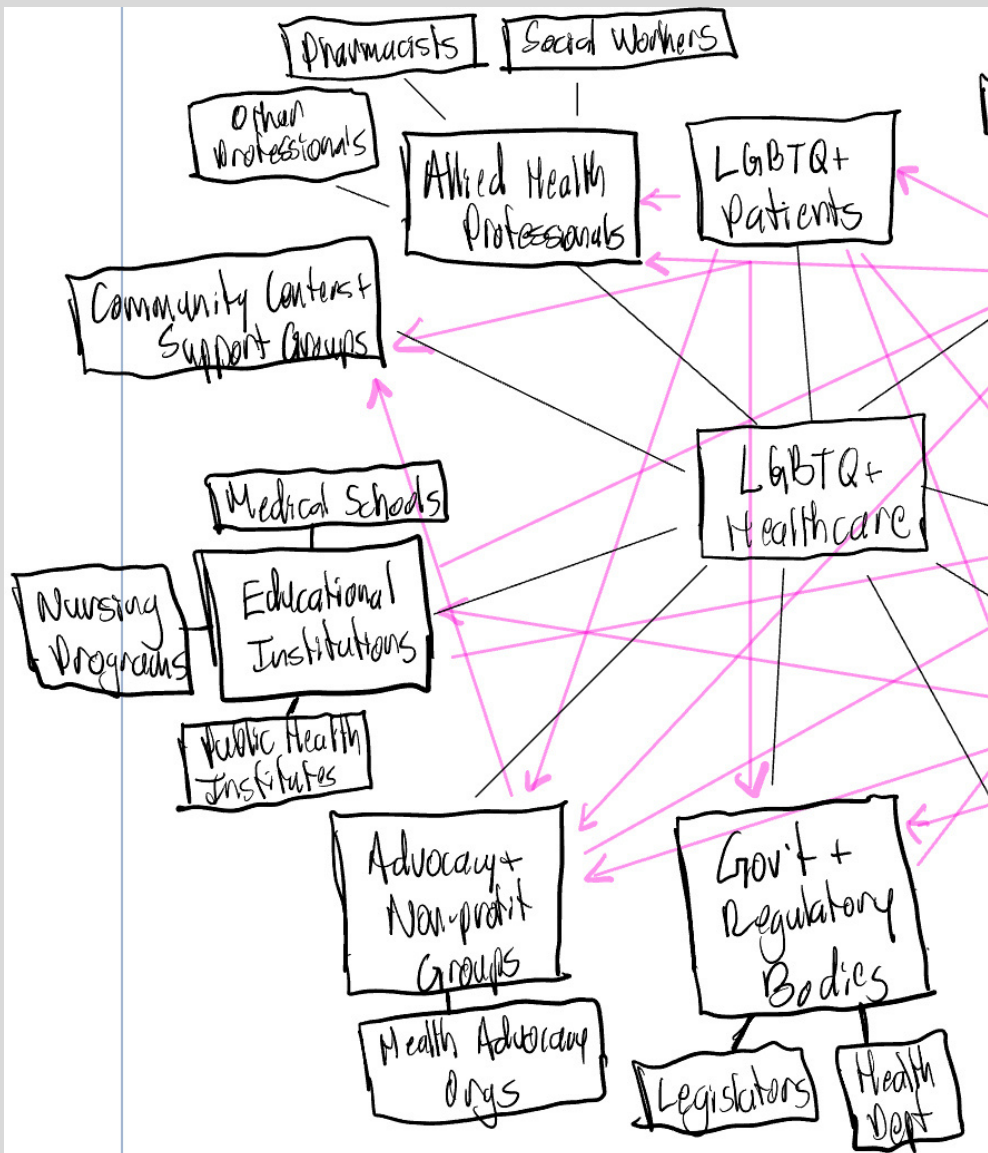 Pharmacists
Social Workers
Other
Professionals
Allied Health
Professionals
LGBTQ+
Patients
Community Centers+
Support Groups
LGBTQ+
Healthcare
Medical Schools
Nursing
Programs
Educational
Institutions
Public Health
Institutes
Advocacy+
Non-profit
Groups
Gov't +
Regulatory
Bodies
Health Advocacy
Orgs
Legislators
Health
Dept